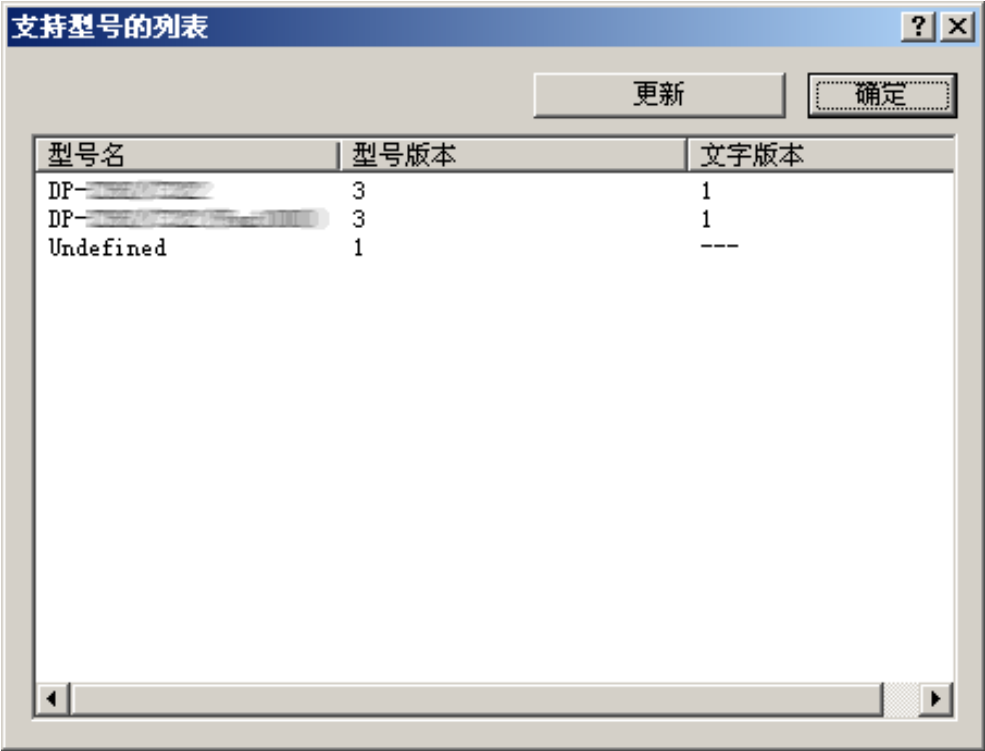 支持型号的列表
更新 确定
型号名 型号版本 文字版本
DP- 3 1
DP- 3 1
Undefined 1 ---